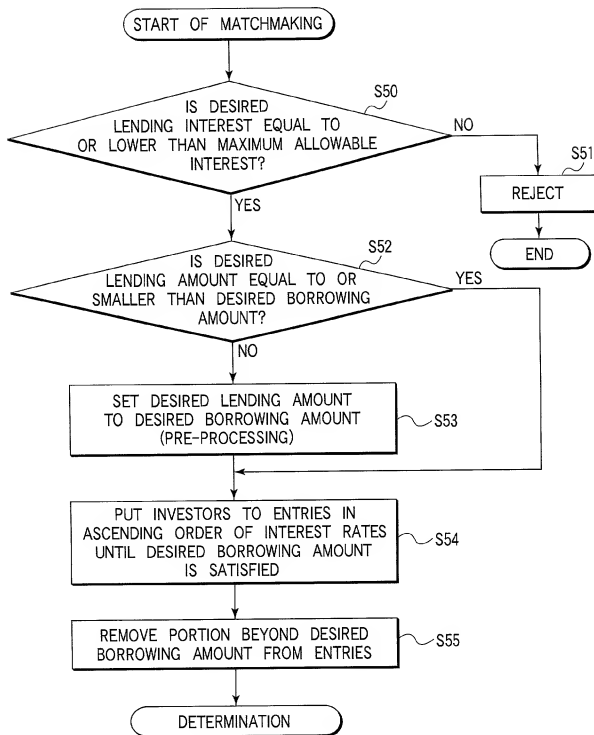 START OF MATCHMAKING
S50
IS DESIRED
LENDING INTEREST EQUAL TO
OR LOWER THAN MAXIMUM ALLOWABLE
INTEREST?
NO
S51
REJECT
END
YES
S52
IS DESIRED
LENDING AMOUNT EQUAL TO OR
SMALLER THAN DESIRED BORROWING
AMOUNT?
YES
NO
SET DESIRED LENDING AMOUNT
TO DESIRED BORROWING AMOUNT
(PRE-PROCESSING)
S53
PUT INVESTORS TO ENTRIES IN
ASCENDING ORDER OF INTEREST RATES
UNTIL DESIRED BORROWING AMOUNT
IS SATISFIED
S54
REMOVE PORTION BEYOND DESIRED
BORROWING AMOUNT FROM ENTRIES
S55
DETERMINATION